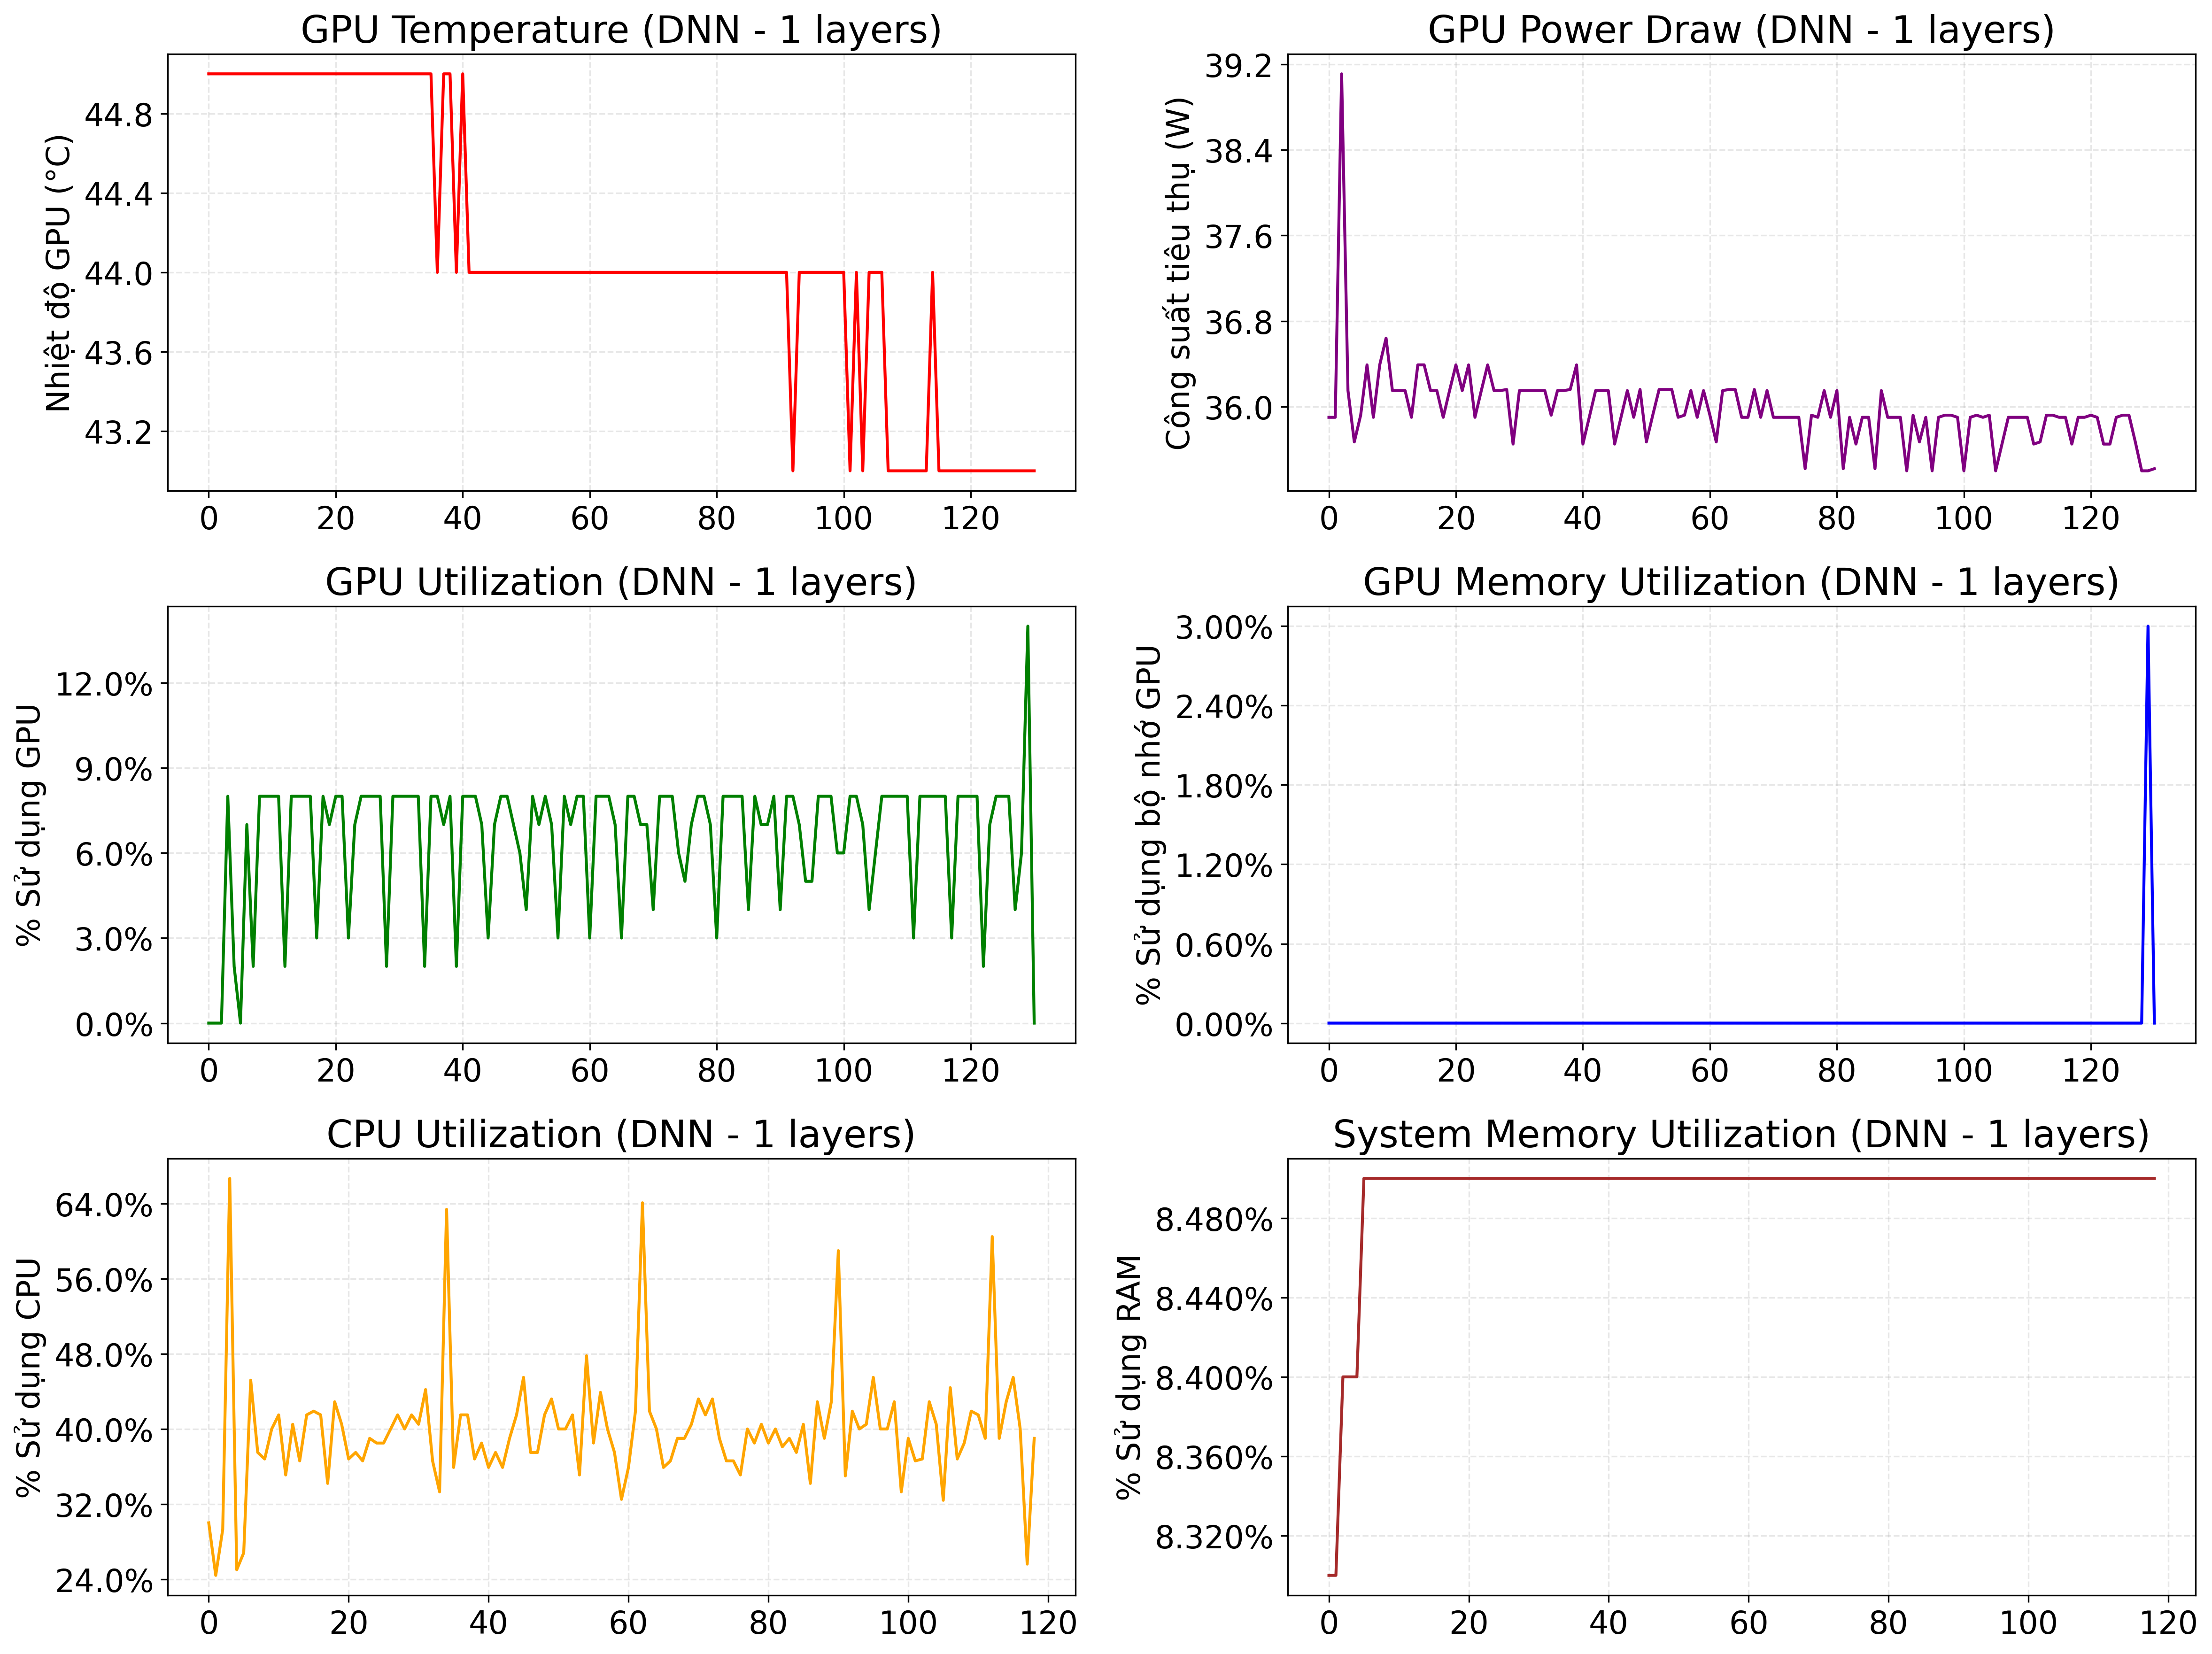 GPU Temperature (DNN - 1 layers)
Nhiệt độ GPU (°C)
44.8
44.4
44.0
43.6
43.2
0 20 40 60 80 100 120
GPU Power Draw (DNN - 1 layers)
Công suất tiêu thụ (W)
39.2
38.4
37.6
36.8
36.0
0 20 40 60 80 100 120
GPU Utilization (DNN - 1 layers)
% Sử dụng GPU
12.0%
9.0%
6.0%
3.0%
0.0%
0 20 40 60 80 100 120
GPU Memory Utilization (DNN - 1 layers)
% Sử dụng bộ nhớ GPU
3.00%
2.40%
1.80%
1.20%
0.60%
0.00%
0 20 40 60 80 100 120
CPU Utilization (DNN - 1 layers)
% Sử dụng CPU
64.0%
56.0%
48.0%
40.0%
32.0%
24.0%
0 20 40 60 80 100 120
System Memory Utilization (DNN - 1 layers)
% Sử dụng RAM
8.480%
8.440%
8.400%
8.360%
8.320%
0 20 40 60 80 100 120